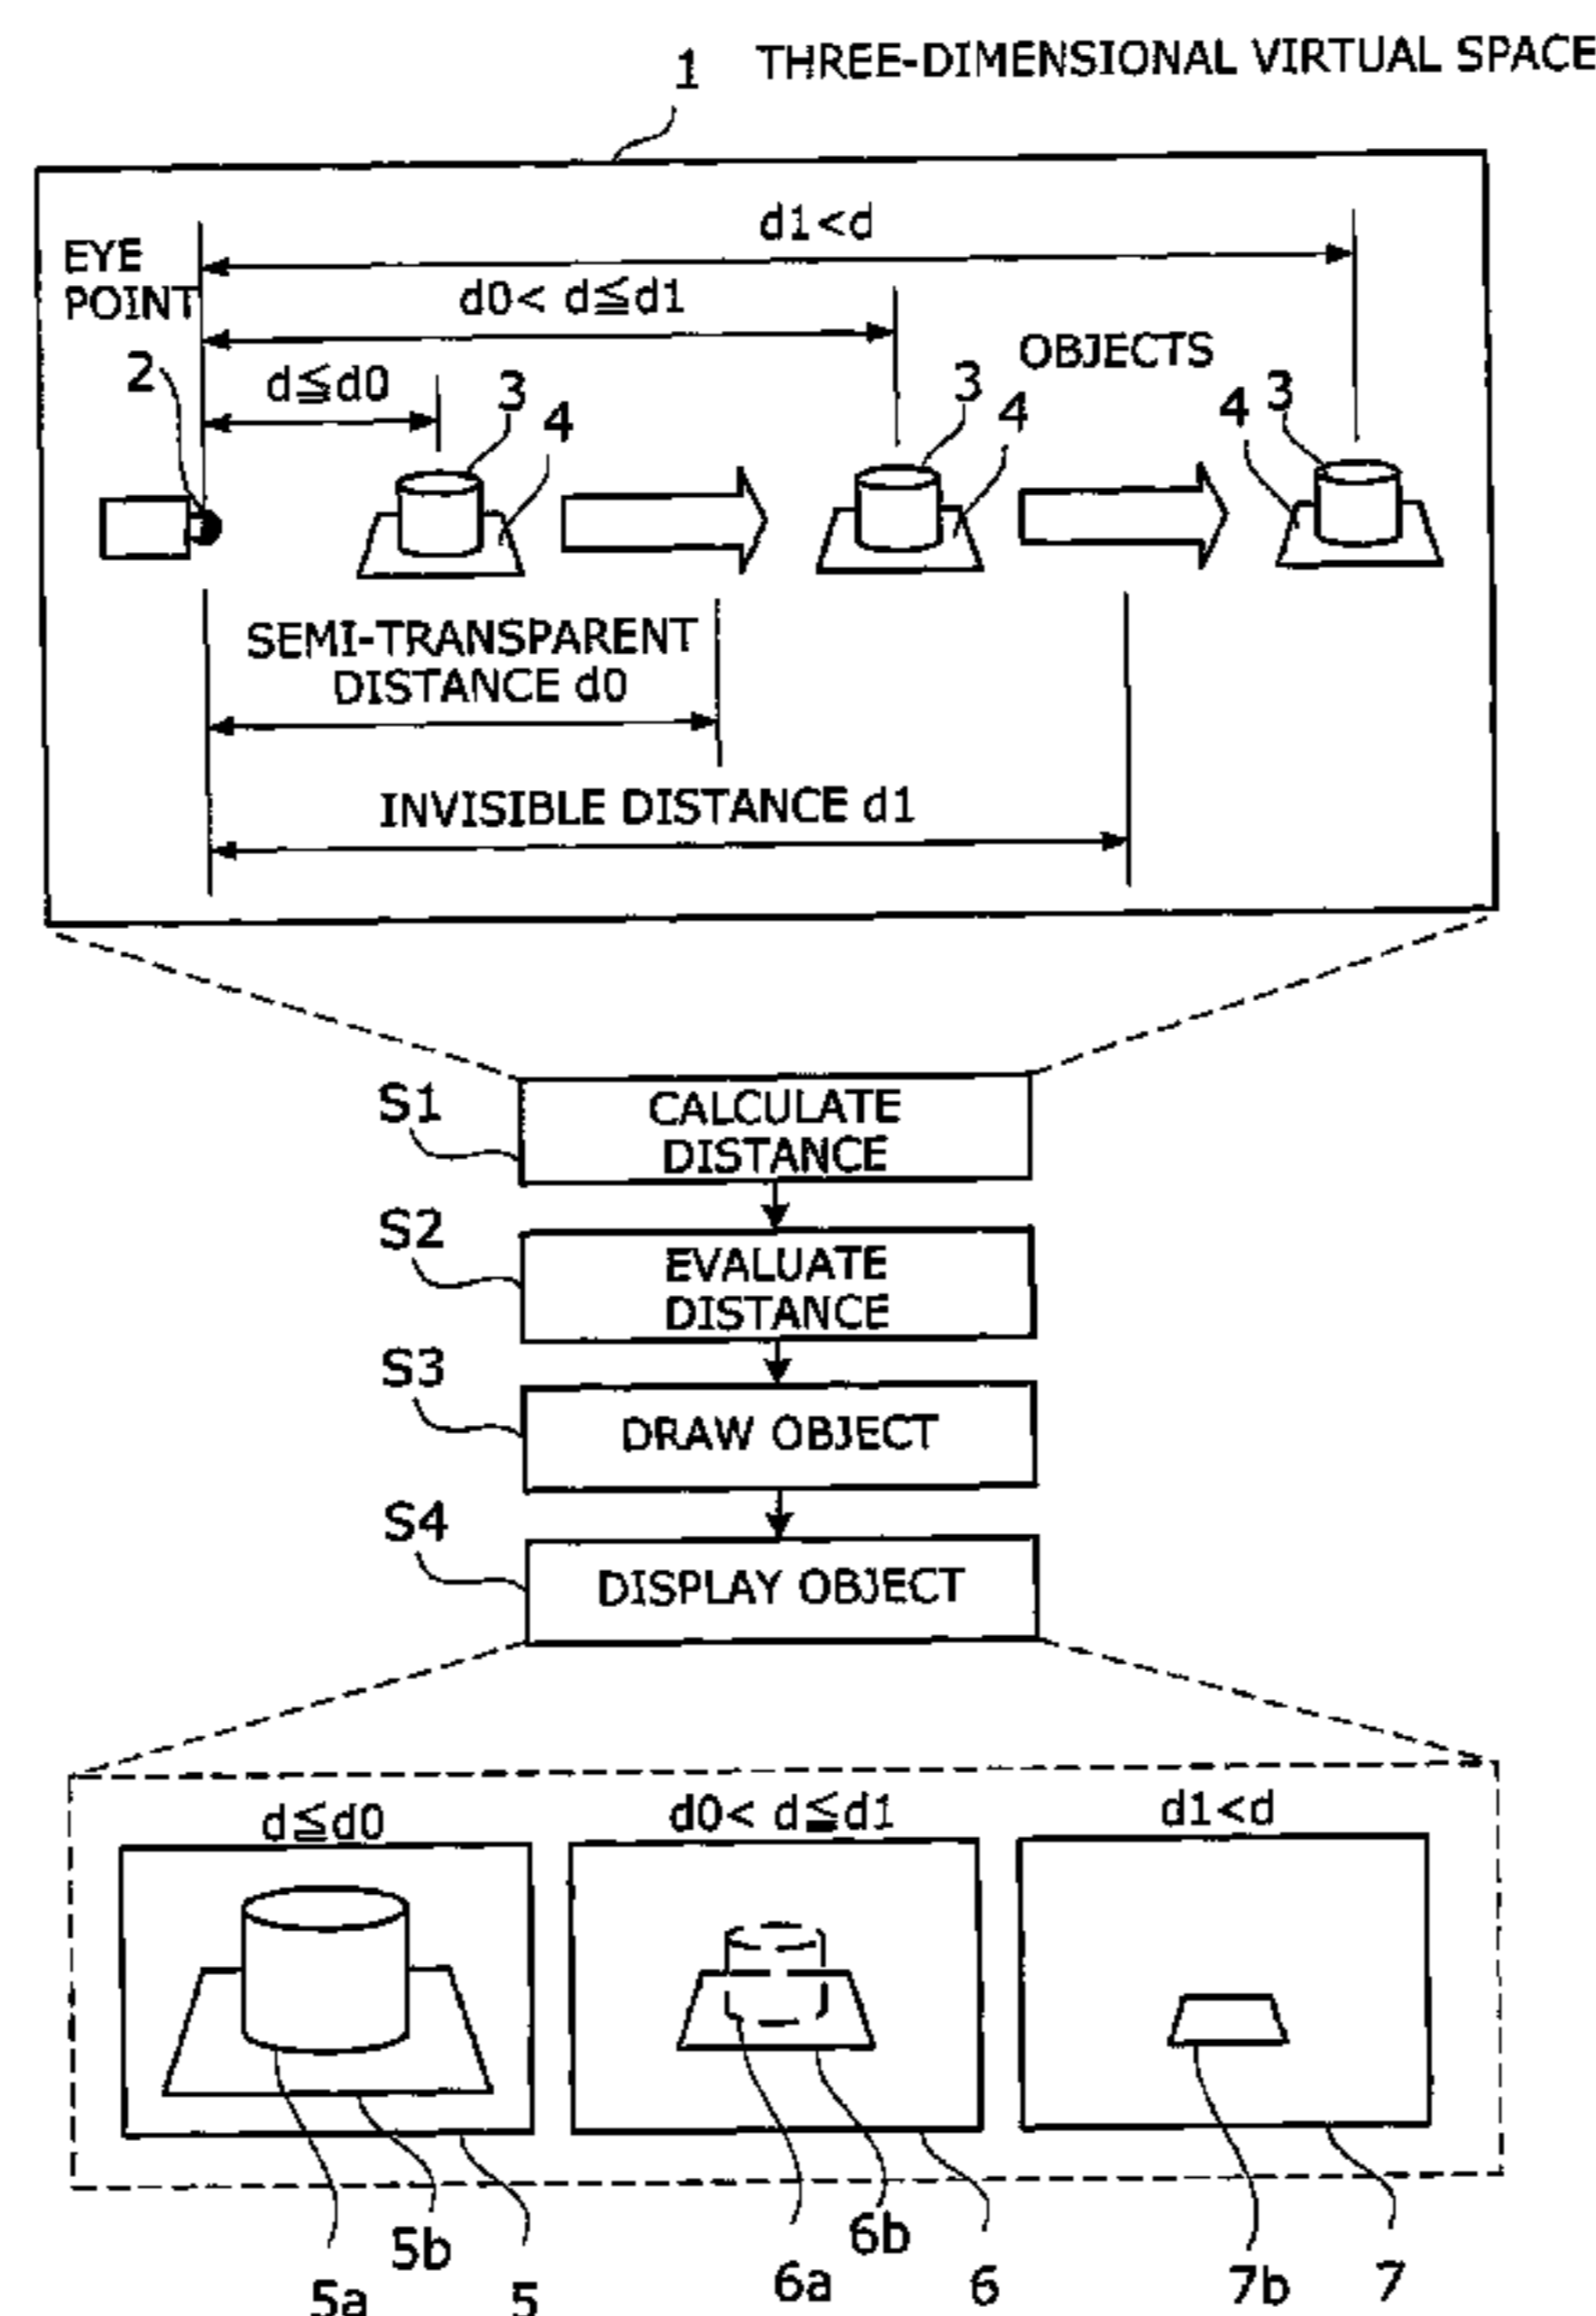 1 THREE-DIMENSIONAL VIRTUAL SPACE
d1<d
EYE
POINT
d0< d≦d1
OBJECTS
2
d≦d0
3
4
3
4
4
3
SEMI-TRANSPARENT
DISTANCE d0
INVISIBLE DISTANCE d1
S1
CALCULATE
DISTANCE
S2
EVALUATE
DISTANCE
S3
DRAW OBJECT
S4
DISPLAY OBJECT
d≦d0
d0< d≦d1
d1<d
5a
5b
5
6a
6b
6
7b
7